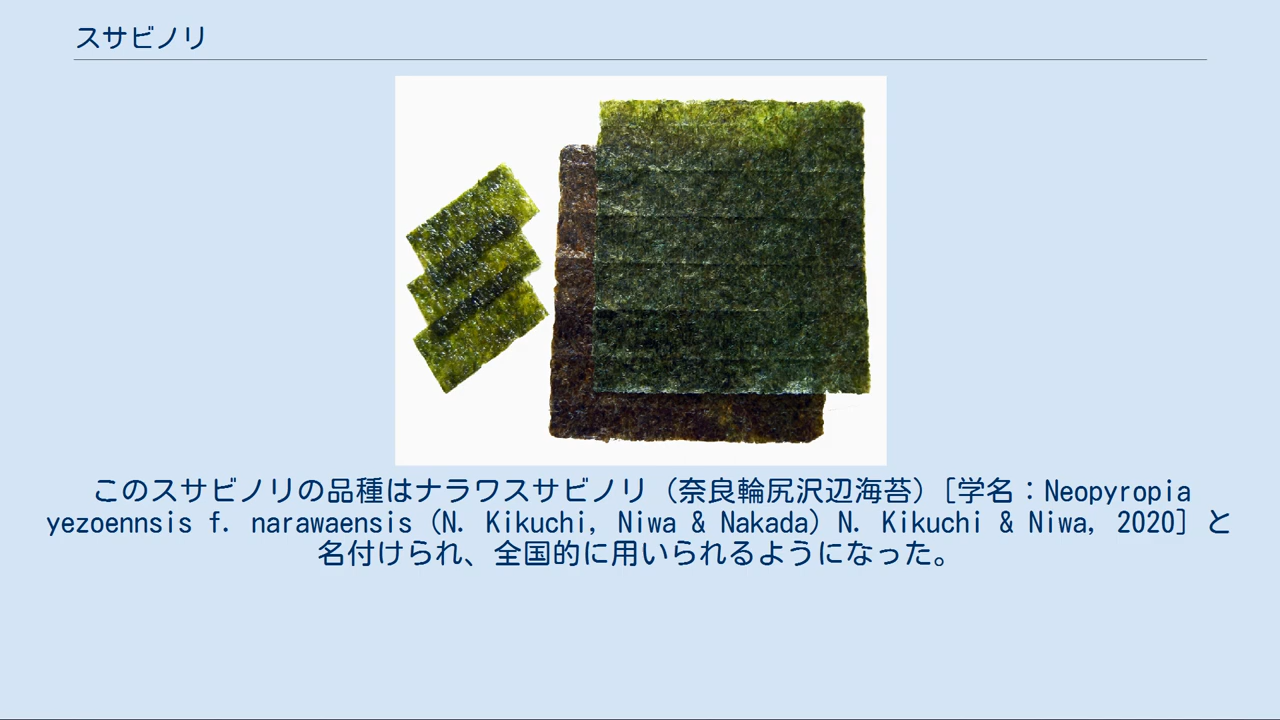 スサビノリ
このスサビノリの品種はナラワスサビノリ（奈良輪尻沢辺海苔）[学名：Neopyropia
yezoennsis f. narawaensis (N. Kikuchi, Niwa & Nakada) N. Kikuchi & Niwa, 2020] と
名付けられ、全国的に用いられるようになった。